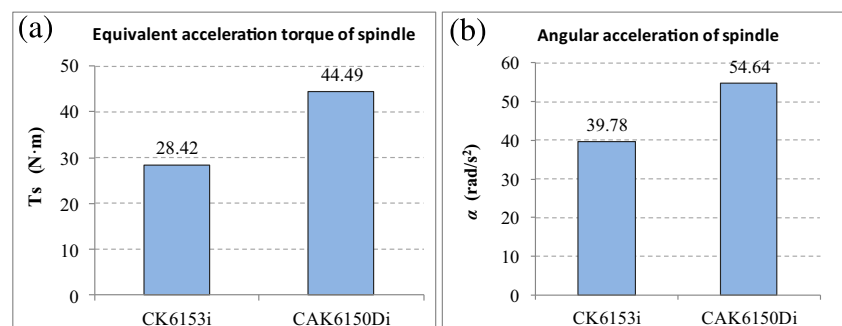 (a)
Equivalent acceleration torque of spindle
Ts (N·m)
50
40
30
20
10
0
28.42
44.49
CK6153i
CAK6150Di
(b)
Angular acceleration of spindle
α (rad/s²)
60
50
40
30
20
10
0
39.78
54.64
CK6153i
CAK6150Di